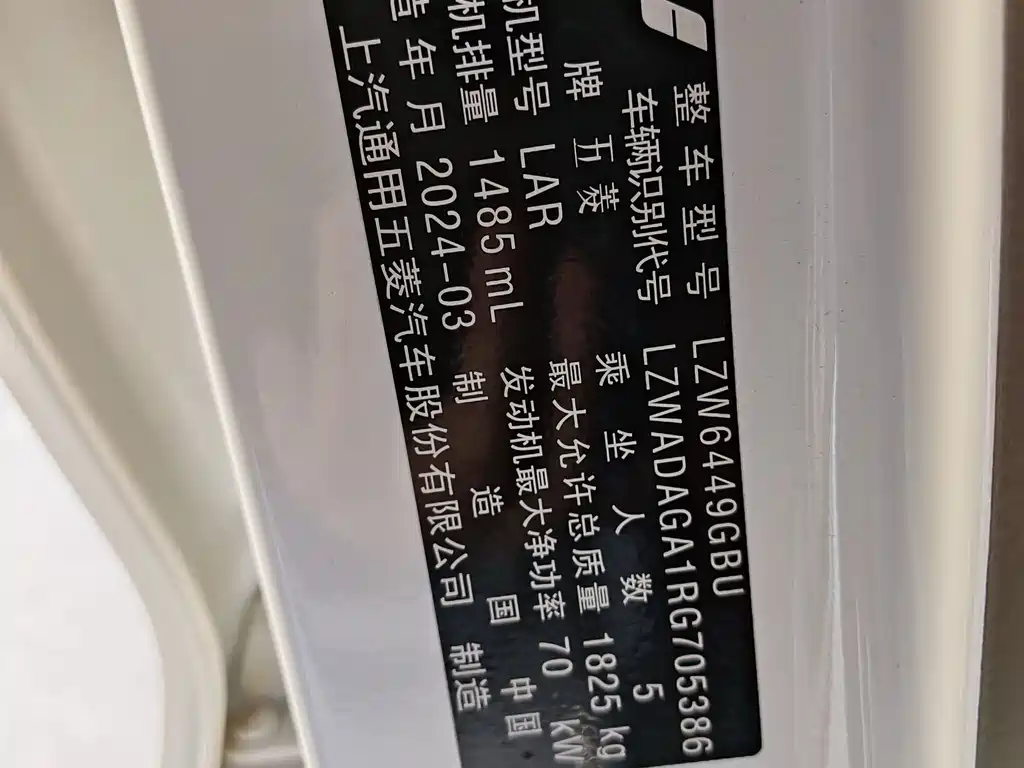 整车型号 LZW6449GBU
车辆识别代号 LZWADAGA1RG705386
牌 五菱 乘坐人数 5
机型号 LAR 最大允许总质量 1825 kg
机排量 1485 mL 发动机最大净功率 70 kW
造年月 2024-03 制造国 中国
上汽通用五菱汽车股份有限公司 制造